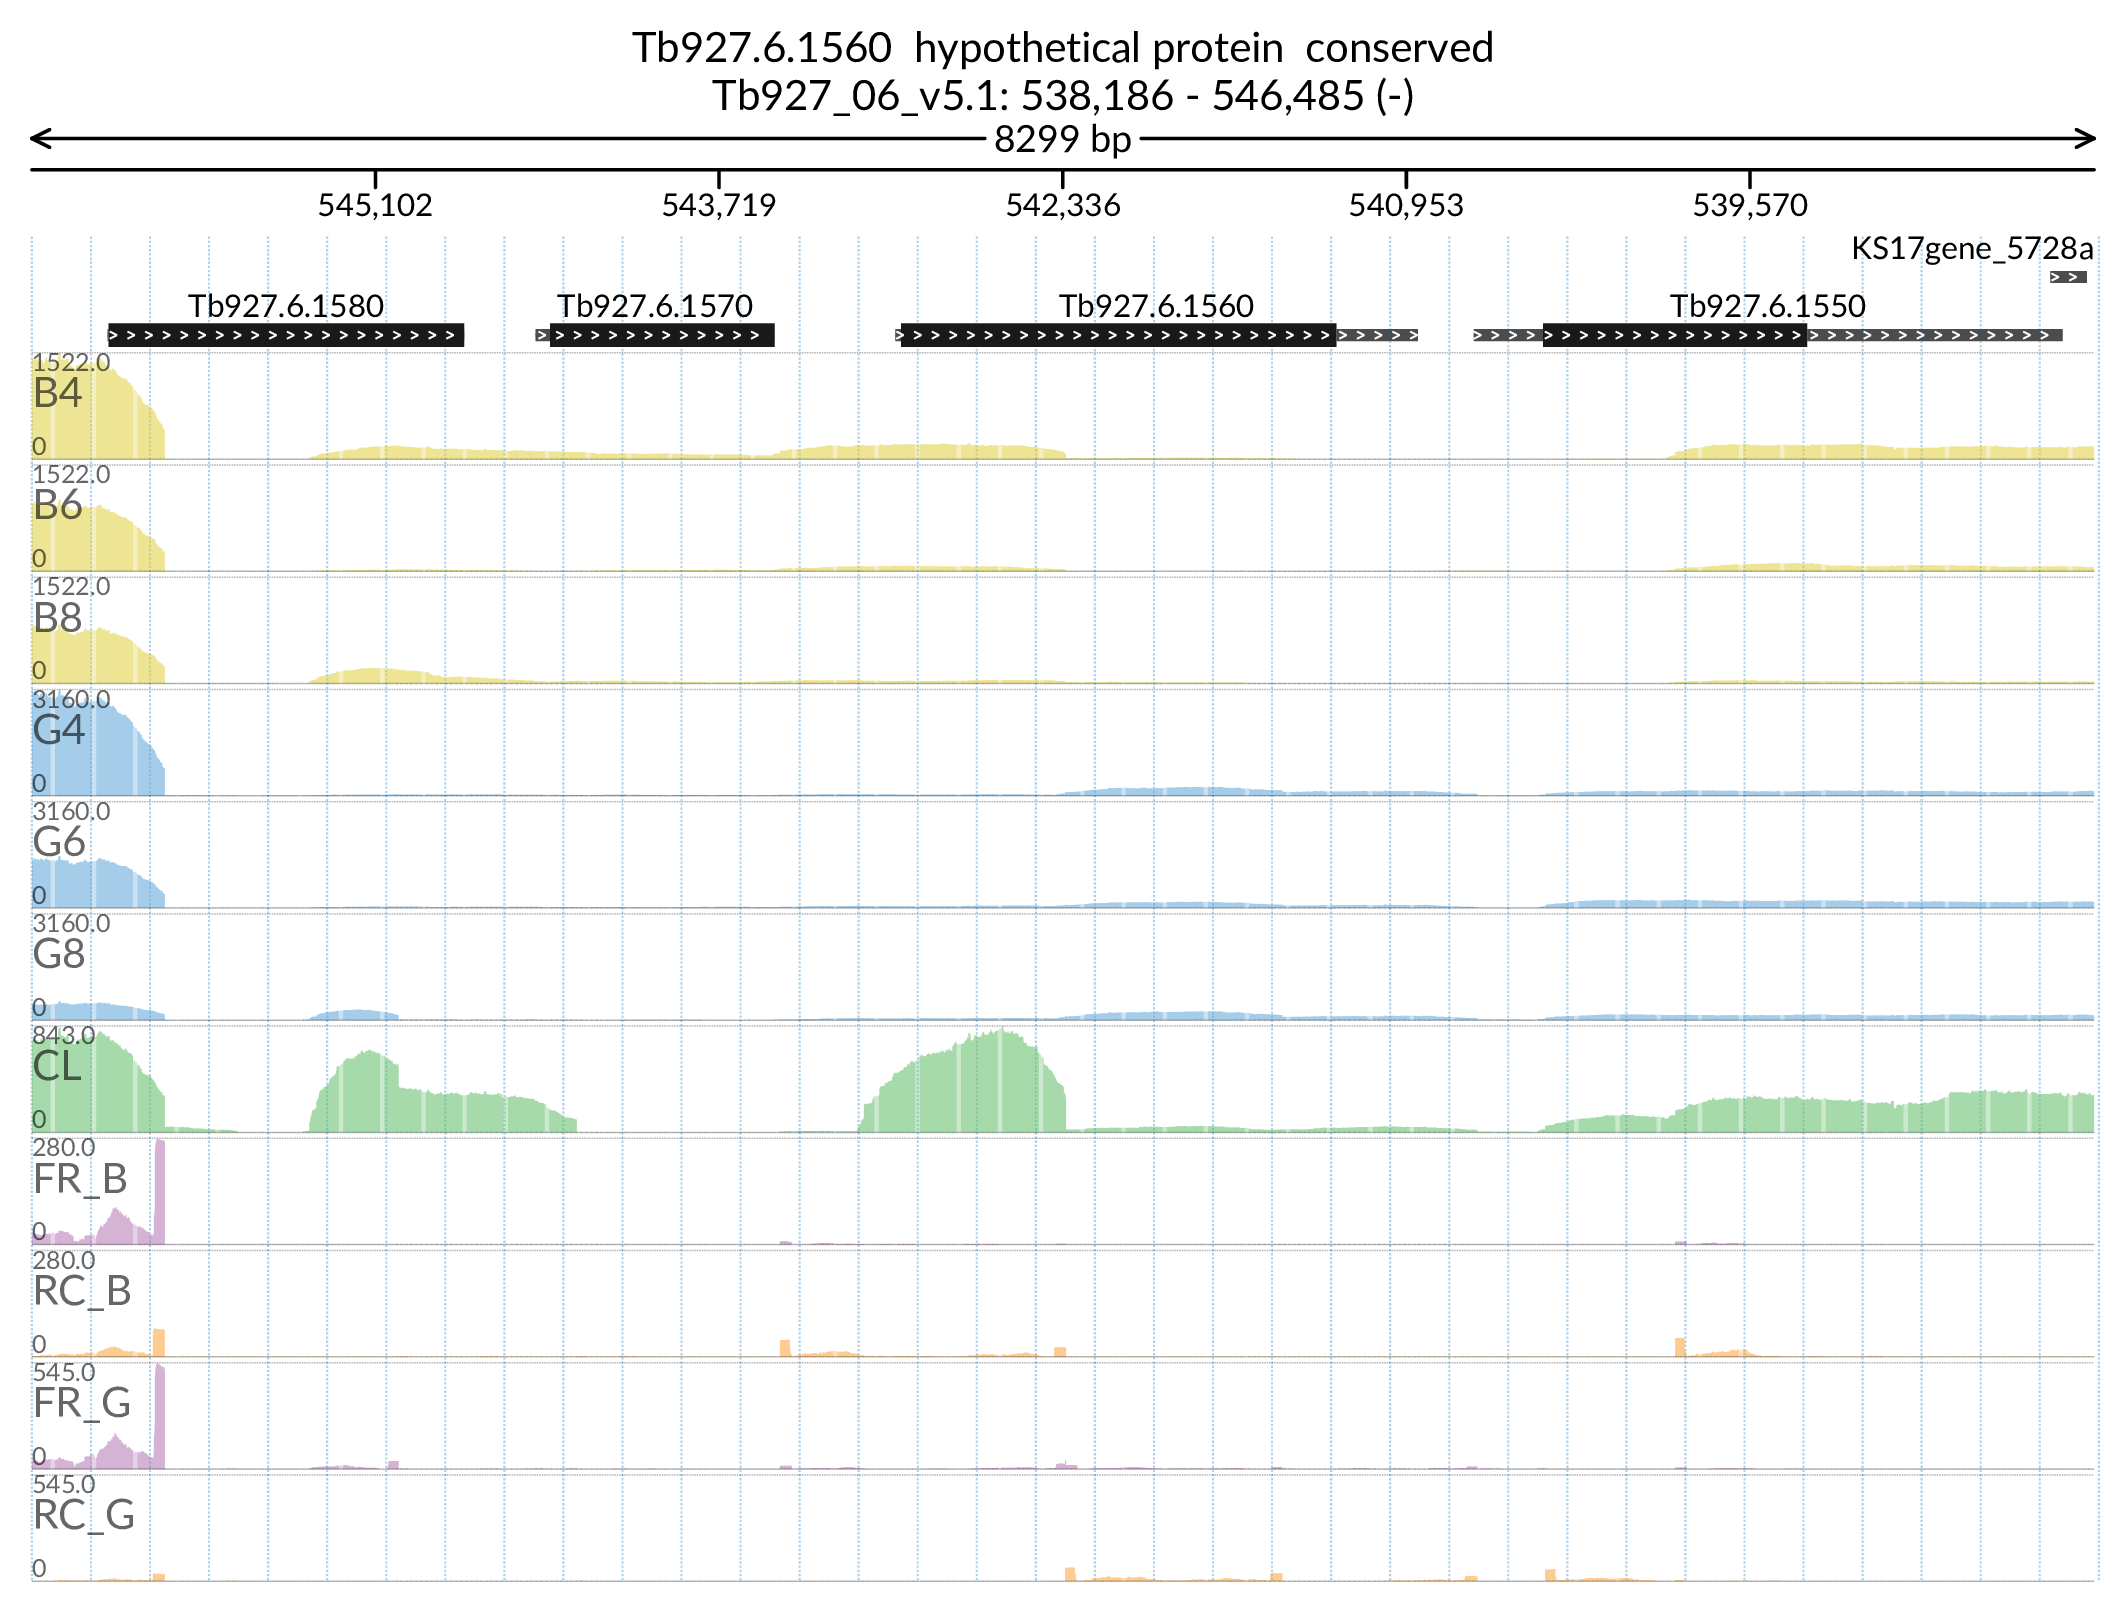 Tb927.6.1560  hypothetical protein  conserved
Tb927_06_v5.1: 538,186 - 546,485 (-)
8299 bp
545,102 543,719 542,336 540,953 539,570
KS17gene_5728a
Tb927.6.1580 Tb927.6.1570 Tb927.6.1560 Tb927.6.1550
1522.0
B4
0
1522.0
B6
0
1522.0
B8
0
3160.0
G4
0
3160.0
G6
0
3160.0
G8
0
843.0
CL
0
280.0
FR_B
0
280.0
RC_B
0
545.0
FR_G
0
545.0
RC_G
0